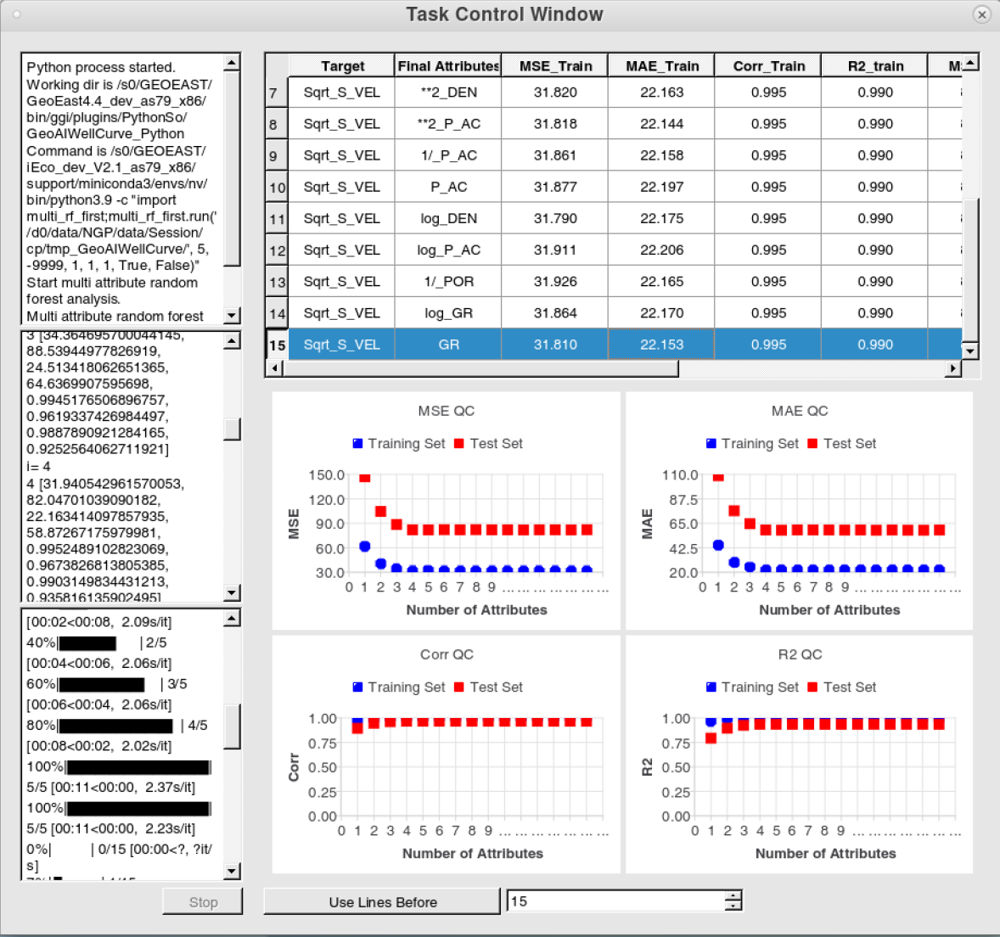 Task Control Window
Python process started.
Working dir is /s0/GEOEAST/
GeoEast4.4_dev_as79_x86/
bin/ggi/plugins/PythonSo/
GeoAIWellCurve_Python
Command is /s0/GEOEAST/
iEco_dev_V2.1_as79_x86/
support/miniconda3/envs/nv/
bin/python3.9 -c "import
multi_rf_first;multi_rf_first.run('
/d0/data/NGP/data/Session/
cp/tmp_GeoAIWellCurve/', 5,
-9999, 1, 1, 1, True, False)"
Start multi attribute random
forest analysis.
Multi attribute random forest
3 [34.364695700044145,
88.53944977826919,
24.513418062651365,
64.6369907595698,
0.9945176506896757,
0.9619337426984497,
0.9887890921284165,
0.9252564062711921]
i= 4
4 [31.940542961570053,
82.04701039090182,
22.163414097857935,
58.87267175979981,
0.9952489102823069,
0.9673826813805385,
0.9903149834431213,
0.9358161359024951]
[00:02<00:08, 2.09s/it]
40%| | 2/5
[00:04<00:06, 2.06s/it]
60%| | 3/5
[00:06<00:04, 2.06s/it]
80%| | 4/5
[00:08<00:02, 2.02s/it]
100%| |
5/5 [00:11<00:00, 2.37s/it]
100%| |
5/5 [00:11<00:00, 2.23s/it]
0%| | 0/15 [00:00<?, ?it/
s]
Stop
Target Final Attributes MSE_Train MAE_Train Corr_Train R2_train
7 Sqrt_S_VEL **2_DEN 31.820 22.163 0.995 0.990
8 Sqrt_S_VEL **2_P_AC 31.818 22.144 0.995 0.990
9 Sqrt_S_VEL 1/_P_AC 31.861 22.158 0.995 0.990
10 Sqrt_S_VEL P_AC 31.877 22.197 0.995 0.990
11 Sqrt_S_VEL log_DEN 31.790 22.175 0.995 0.990
12 Sqrt_S_VEL log_P_AC 31.911 22.206 0.995 0.990
13 Sqrt_S_VEL 1/_POR 31.926 22.165 0.995 0.990
14 Sqrt_S_VEL log_GR 31.864 22.170 0.995 0.990
15 Sqrt_S_VEL GR 31.810 22.153 0.995 0.990
MSE QC
Training Set Test Set
150.0
120.0
90.0
60.0
30.0
MSE
0 1 2 3 4 5 6 7 8 9 ... ... ... ... ... ...
Number of Attributes
MAE QC
Training Set Test Set
110.0
87.5
65.0
42.5
20.0
MAE
0 1 2 3 4 5 6 7 8 9 ... ... ... ... ... ...
Number of Attributes
Corr QC
Training Set Test Set
1.00
0.75
0.50
0.25
0.00
Corr
0 1 2 3 4 5 6 7 8 9 ... ... ... ... ... ... ...
Number of Attributes
R2 QC
Training Set Test Set
1.00
0.75
0.50
0.25
0.00
R2
0 1 2 3 4 5 6 7 8 9 ... ... ... ... ... ... ...
Number of Attributes
Use Lines Before
15